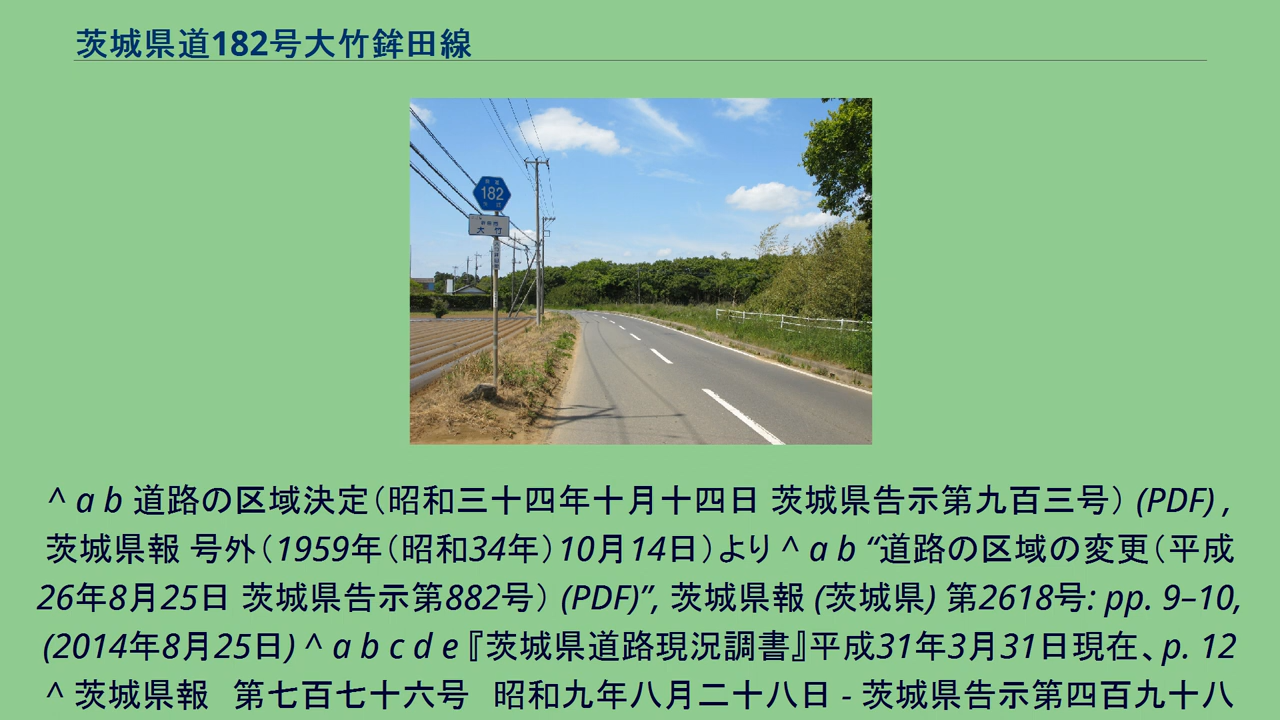 茨城県道182号大竹鉾田線
182
大竹
^ a b 道路の区域決定（昭和三十四年十月十四日 茨城県告示第九百三号） (PDF) ,
茨城県報 号外（1959年（昭和34年）10月14日）より ^ a b “道路の区域の変更（平成
26年8月25日 茨城県告示第882号） (PDF)”, 茨城県報 (茨城県) 第2618号: pp. 9–10,
(2014年8月25日) ^ a b c d e 『茨城県道路現況調書』平成31年3月31日現在、p. 12
^ 茨城県報　第七百七十六号　昭和九年八月二十八日 - 茨城県告示第四百九十八